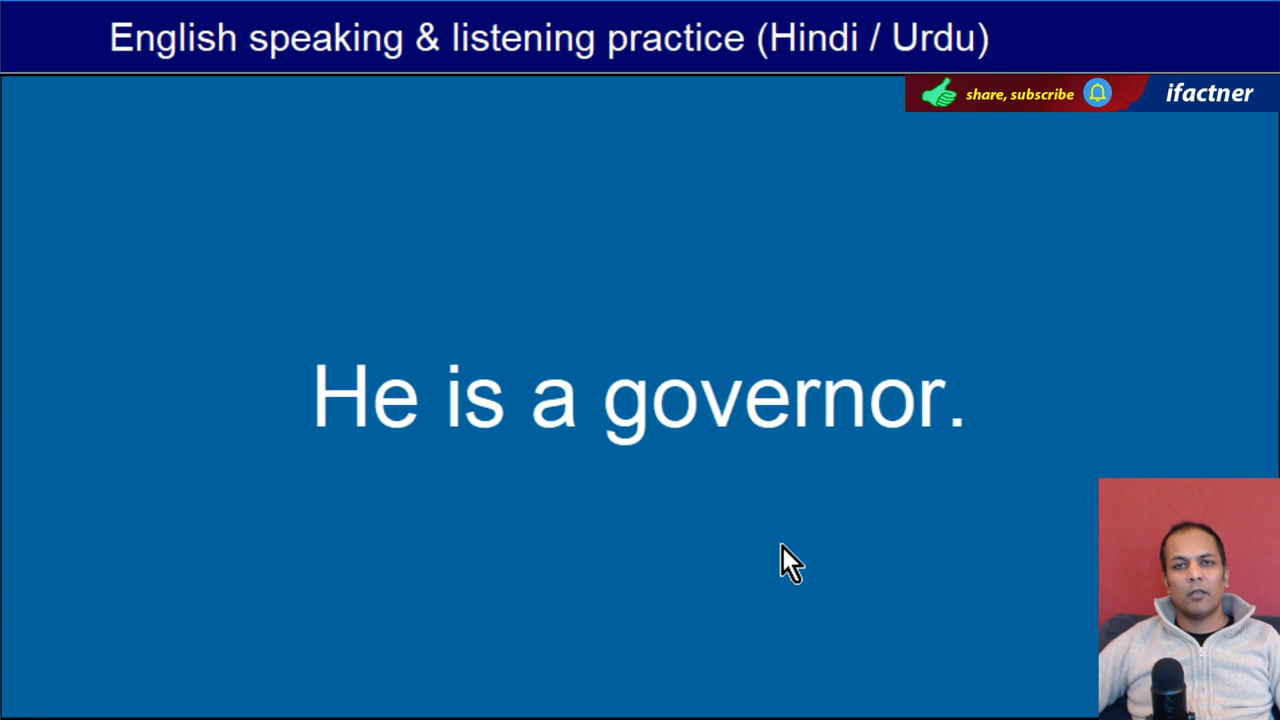 English speaking & listening practice (Hindi / Urdu)
share, subscribe
ifactner
He is a governor.